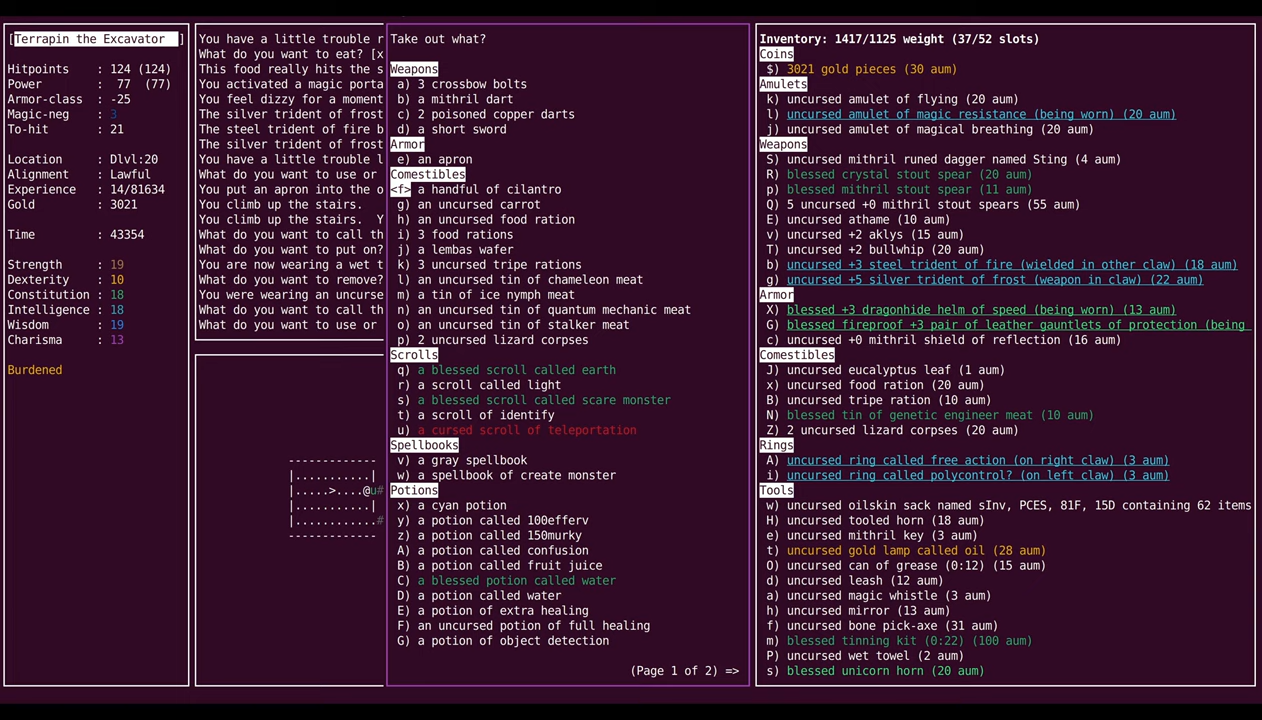 [Terrapin the Excavator ]
Hitpoints : 124 (124)
Power : 77 (77)
Armor-class : -25
Magic-neg : 3
To-hit : 21
Location : Dlvl:20
Alignment : Lawful
Experience : 14/81634
Gold : 3021
Time : 43354
Strength : 19
Dexterity : 10
Constitution : 18
Intelligence : 18
Wisdom : 19
Charisma : 13
Burdened
You have a little trouble r
What do you want to eat? [x
This food really hits the s
You activated a magic porta
You feel dizzy for a moment
The silver trident of frost
The steel trident of fire b
The silver trident of frost
You have a little trouble l
What do you want to use or
You put an apron into the o
You climb up the stairs.
You climb up the stairs. Y
What do you want to call th
What do you want to put on?
You are now wearing a wet t
What do you want to remove?
You were wearing an uncurse
What do you want to call th
What do you want to use or
-------------
|...........|
|.....>....@u#
|...........|
|............#
-------------
Take out what?
Weapons
a) 3 crossbow bolts
b) a mithril dart
c) 2 poisoned copper darts
d) a short sword
Armor
e) an apron
Comestibles
<f> a handful of cilantro
g) an uncursed carrot
h) an uncursed food ration
i) 3 food rations
j) a lembas wafer
k) 3 uncursed tripe rations
l) an uncursed tin of chameleon meat
m) a tin of ice nymph meat
n) an uncursed tin of quantum mechanic meat
o) an uncursed tin of stalker meat
p) 2 uncursed lizard corpses
Scrolls
q) a blessed scroll called earth
r) a scroll called light
s) a blessed scroll called scare monster
t) a scroll of identify
u) a cursed scroll of teleportation
Spellbooks
v) a gray spellbook
w) a spellbook of create monster
Potions
x) a cyan potion
y) a potion called 100efferv
z) a potion called 150murky
A) a potion called confusion
B) a potion called fruit juice
C) a blessed potion called water
D) a potion called water
E) a potion of extra healing
F) an uncursed potion of full healing
G) a potion of object detection
(Page 1 of 2) =>
Inventory: 1417/1125 weight (37/52 slots)
Coins
$) 3021 gold pieces (30 aum)
Amulets
k) uncursed amulet of flying (20 aum)
l) uncursed amulet of magic resistance (being worn) (20 aum)
j) uncursed amulet of magical breathing (20 aum)
Weapons
S) uncursed mithril runed dagger named Sting (4 aum)
R) blessed crystal stout spear (20 aum)
p) blessed mithril stout spear (11 aum)
Q) 5 uncursed +0 mithril stout spears (55 aum)
E) uncursed athame (10 aum)
v) uncursed +2 aklys (15 aum)
T) uncursed +2 bullwhip (20 aum)
b) uncursed +3 steel trident of fire (wielded in other claw) (18 aum)
g) uncursed +5 silver trident of frost (weapon in claw) (22 aum)
Armor
X) blessed +3 dragonhide helm of speed (being worn) (13 aum)
G) blessed fireproof +3 pair of leather gauntlets of protection (being
c) uncursed +0 mithril shield of reflection (16 aum)
Comestibles
J) uncursed eucalyptus leaf (1 aum)
x) uncursed food ration (20 aum)
B) uncursed tripe ration (10 aum)
N) blessed tin of genetic engineer meat (10 aum)
Z) 2 uncursed lizard corpses (20 aum)
Rings
A) uncursed ring called free action (on right claw) (3 aum)
i) uncursed ring called polycontrol? (on left claw) (3 aum)
Tools
w) uncursed oilskin sack named sInv, PCES, 81F, 15D containing 62 items
H) uncursed tooled horn (18 aum)
e) uncursed mithril key (3 aum)
t) uncursed gold lamp called oil (28 aum)
O) uncursed can of grease (0:12) (15 aum)
d) uncursed leash (12 aum)
a) uncursed magic whistle (3 aum)
h) uncursed mirror (13 aum)
f) uncursed bone pick-axe (31 aum)
m) blessed tinning kit (0:22) (100 aum)
P) uncursed wet towel (2 aum)
s) blessed unicorn horn (20 aum)